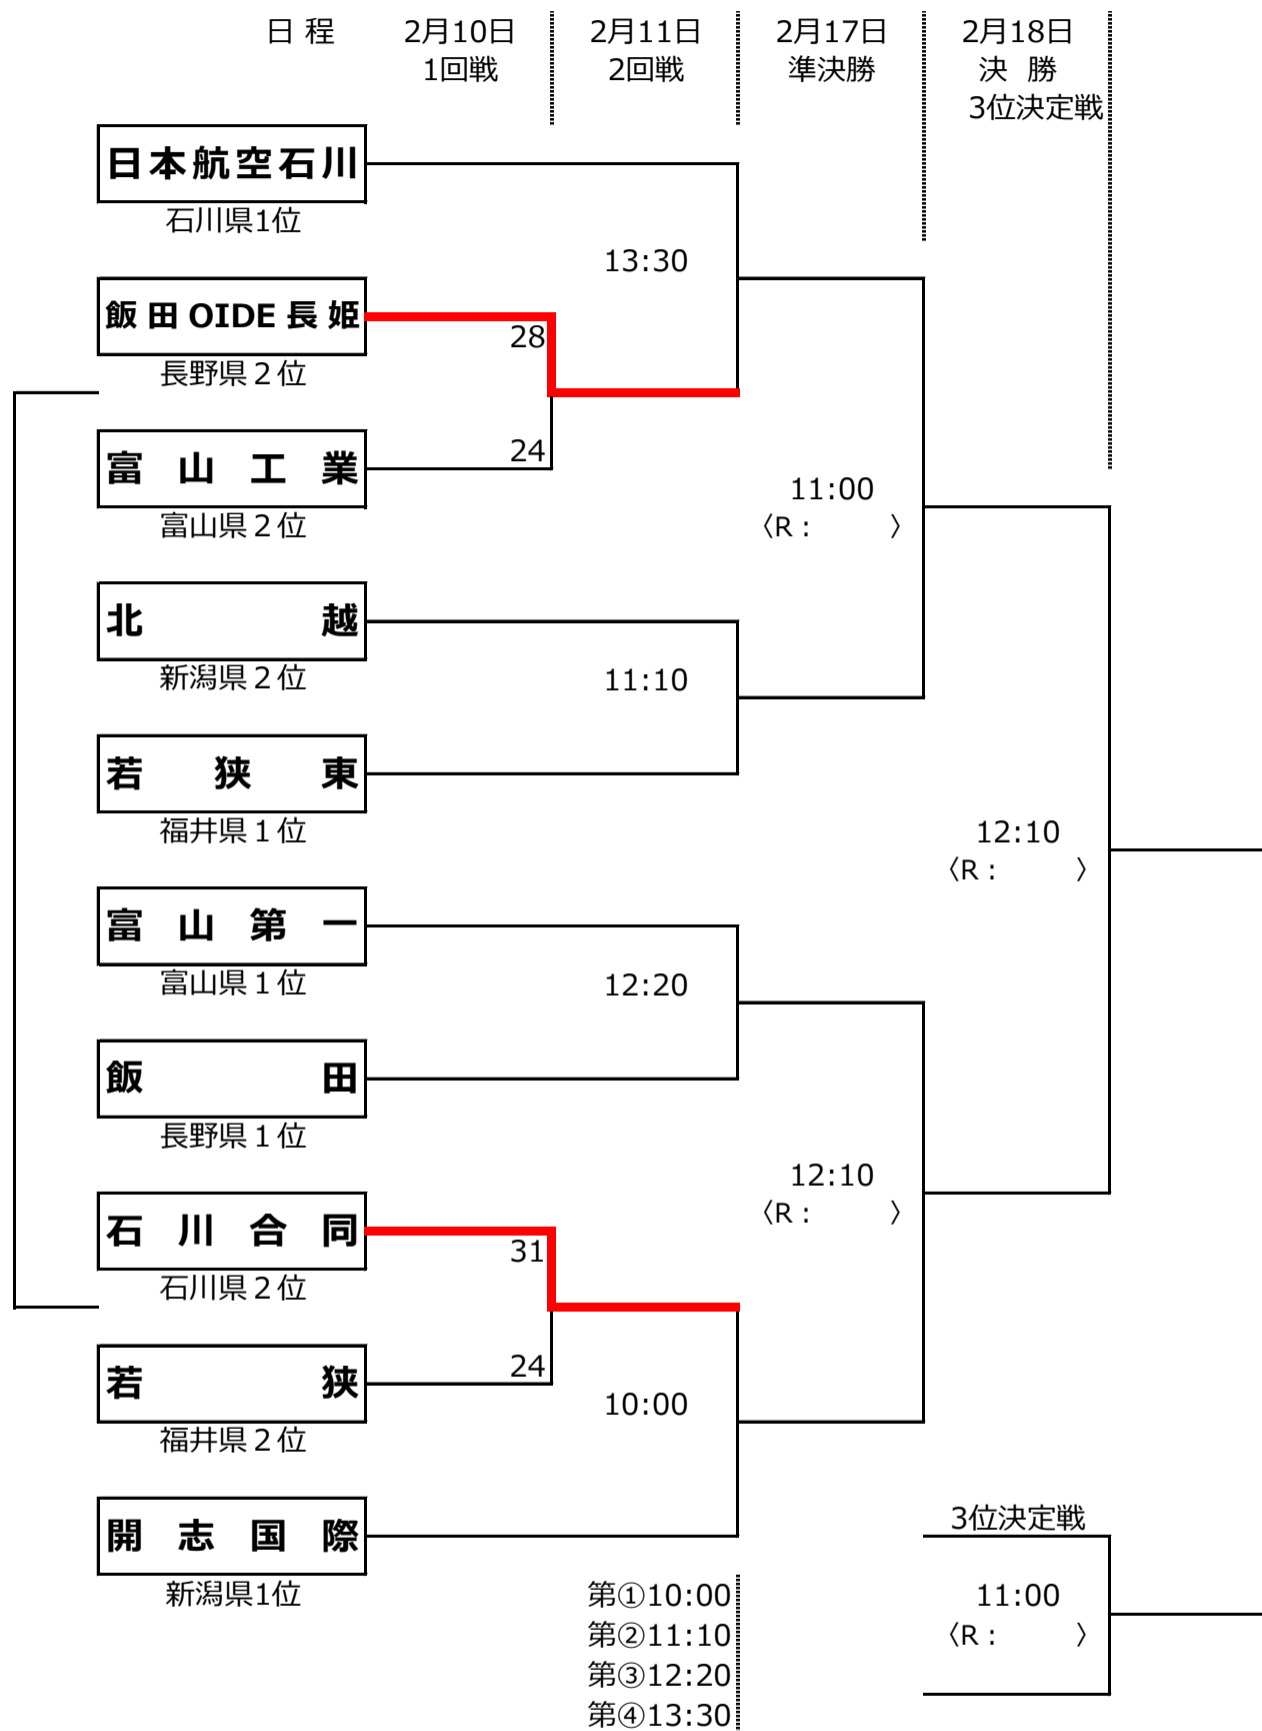 日 程 2月10日 2月11日 2月17日 2月18日
1回戦 2回戦 準決勝 決 勝
3位決定戦
日本航空石川
石川県1位
13:30
飯田OIDE長姫
28
長野県２位
富山工業
24
富山県２位
11:00
〈R： 〉
北越
新潟県２位
11:10
若狭東
福井県１位
12:10
〈R： 〉
富山第一
富山県１位
12:20
飯田
長野県１位
12:10
〈R： 〉
石川合同
31
石川県２位
若狭
24
福井県２位
10:00
開志国際
新潟県1位
3位決定戦
11:00
〈R： 〉
第①10:00
第②11:10
第③12:20
第④13:30